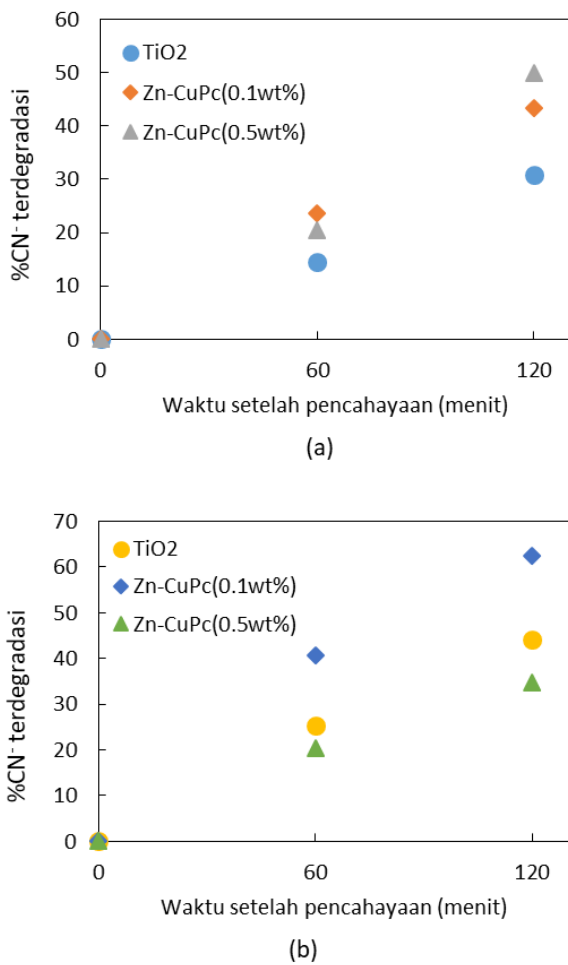 60
50
40
30
20
10
0
%CN⁻ terdegradasi
TiO2
Zn-CuPc(0.1wt%)
Zn-CuPc(0.5wt%)
0 60 120
Waktu setelah pencahayaan (menit)
(a)
70
60
50
40
30
20
10
0
%CN⁻ terdegradasi
TiO2
Zn-CuPc(0.1wt%)
Zn-CuPc(0.5wt%)
0 60 120
Waktu setelah pencahayaan (menit)
(b)